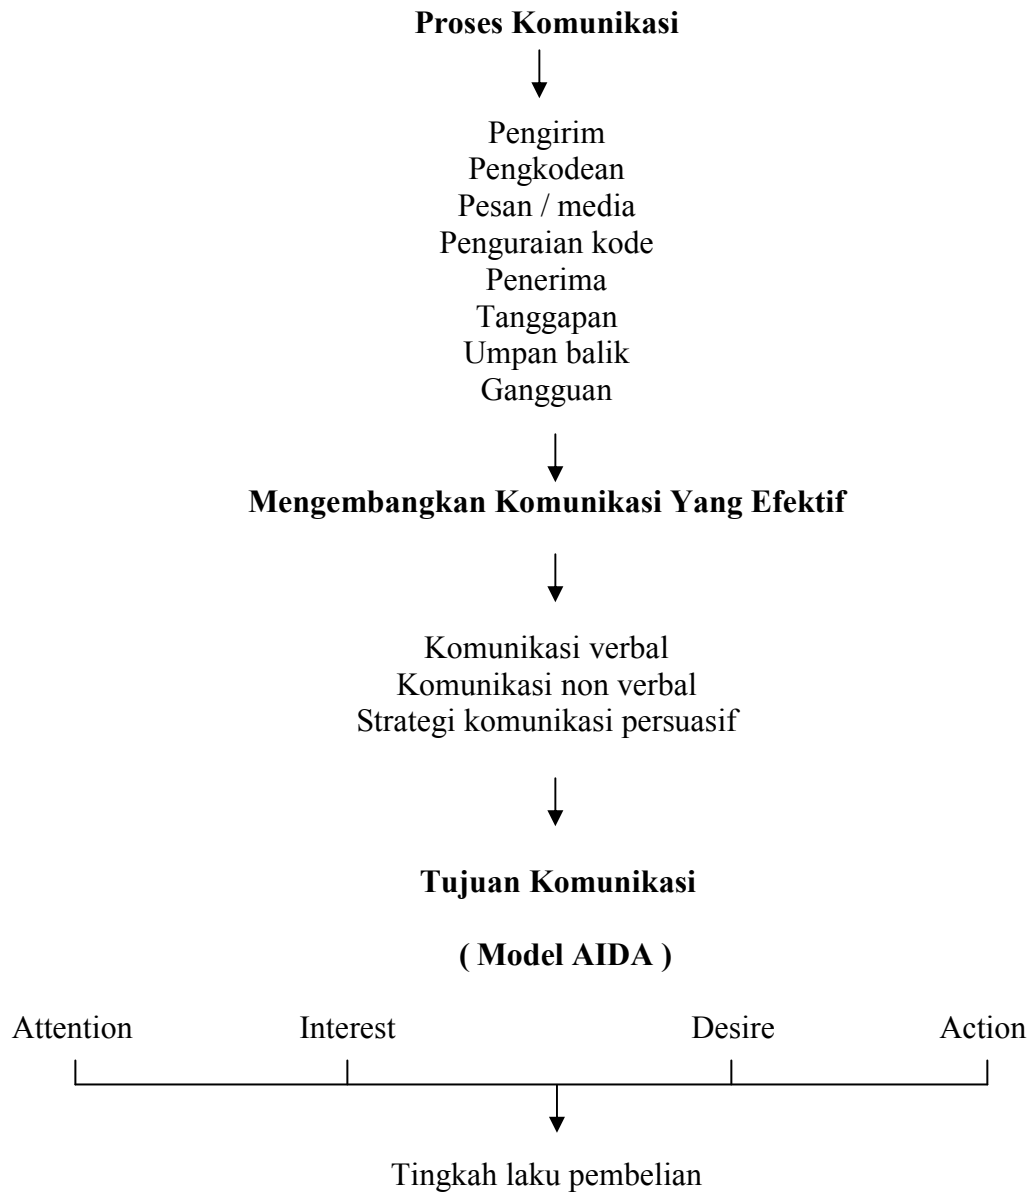 Proses Komunikasi
Pengirim
Pengkodean
Pesan / media
Penguraian kode
Penerima
Tanggapan
Umpan balik
Gangguan
Mengembangkan Komunikasi Yang Efektif
Komunikasi verbal
Komunikasi non verbal
Strategi komunikasi persuasif
Tujuan Komunikasi
( Model AIDA )
Attention Interest Desire Action
Tingkah laku pembelian